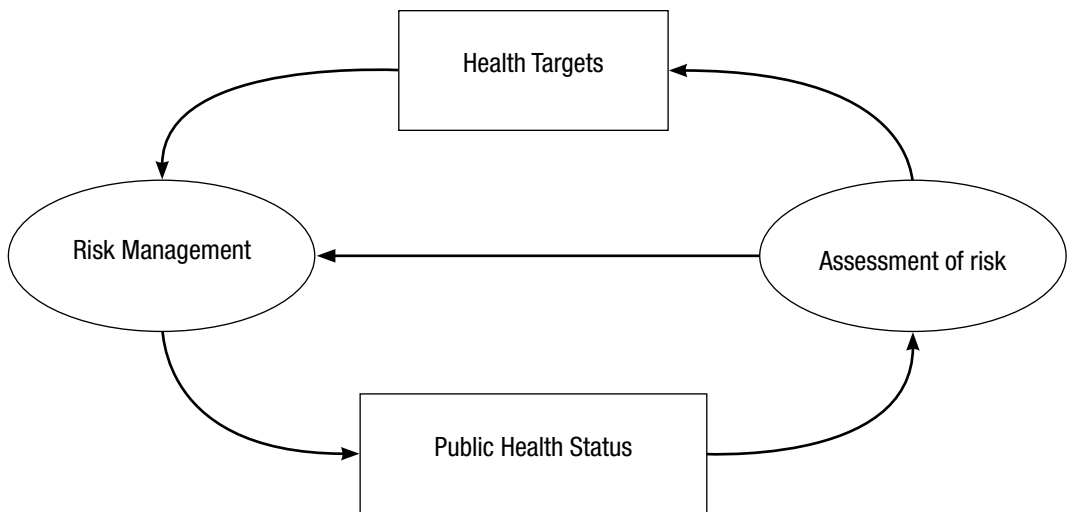 Health Targets
Risk Management
Assessment of risk
Public Health Status